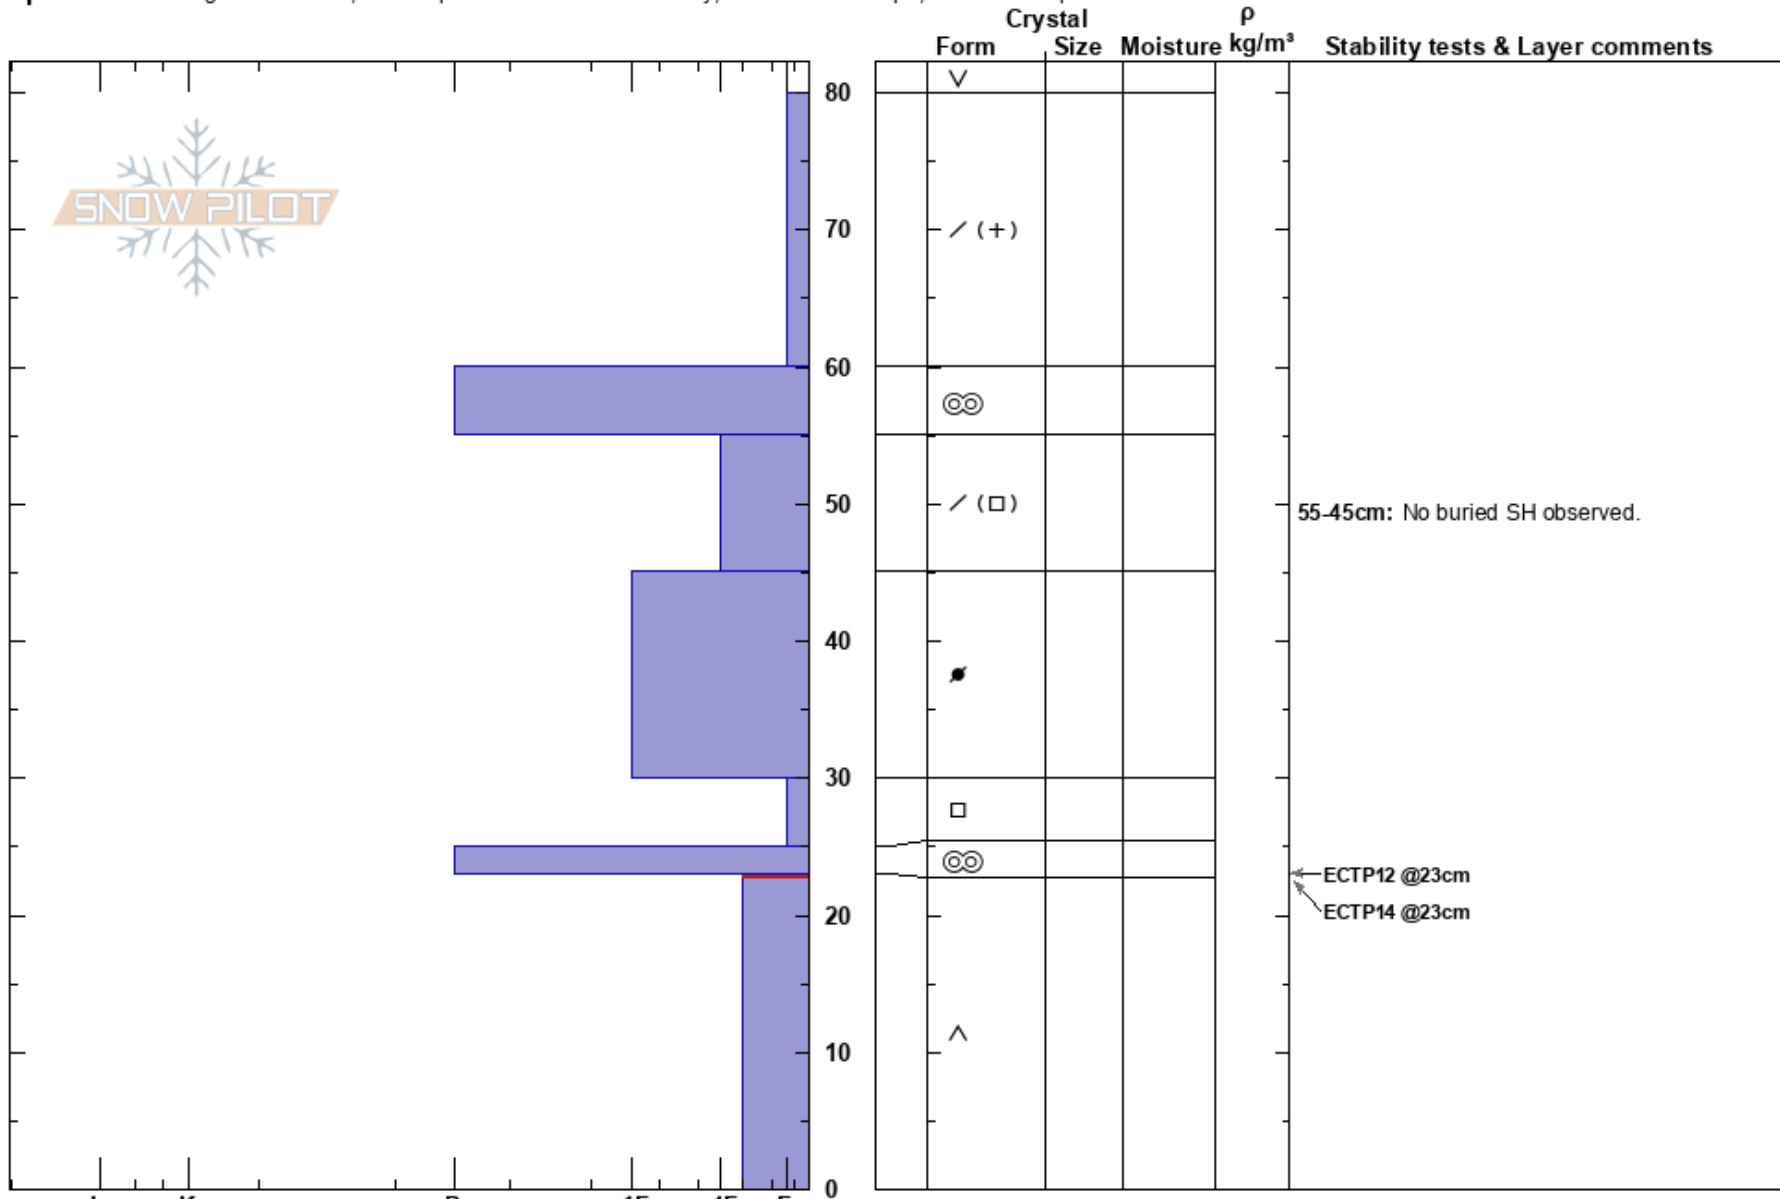 Crystal
ρ
Form Size Moisture kg/m³ Stability tests & Layer comments
SNOW PILOT
80
70
(+)
60
50
55-45cm: No buried SH observed.
40
30
ECTP12 @23cm
20
ECTP14 @23cm
10
0